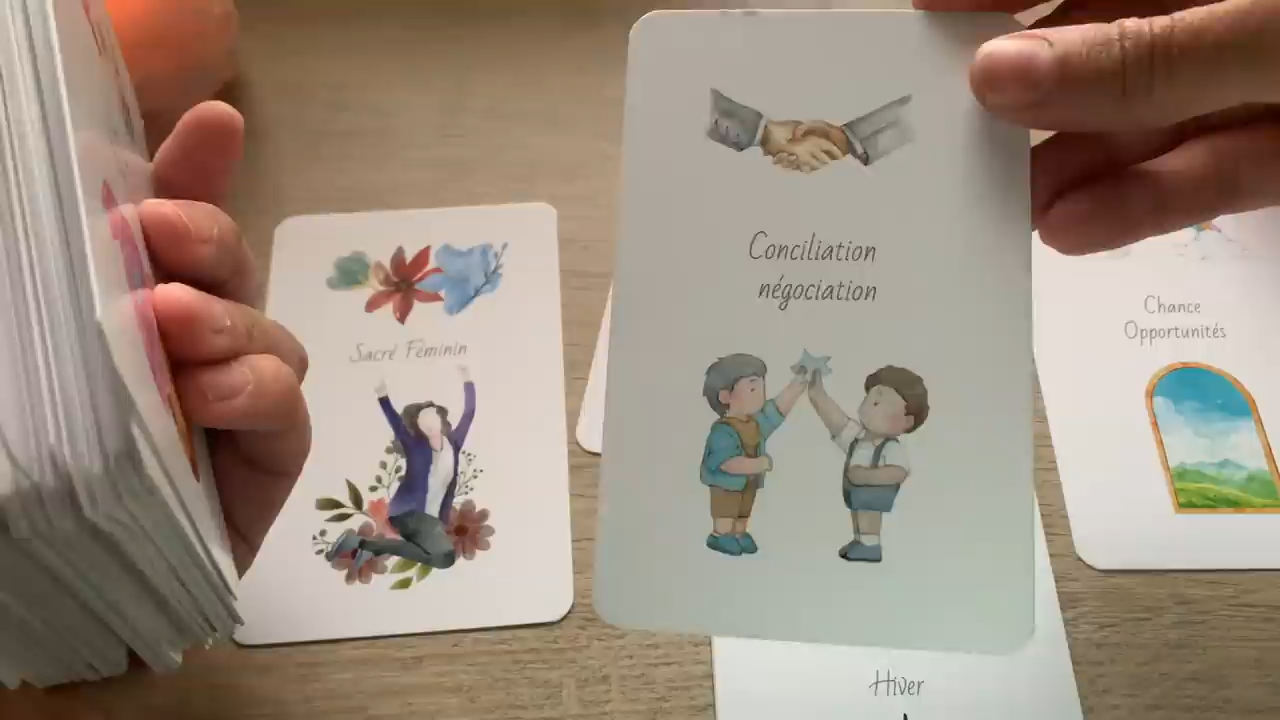 Conciliation
négociation
Sacré Féminin
Chance
Opportunités
Hiver